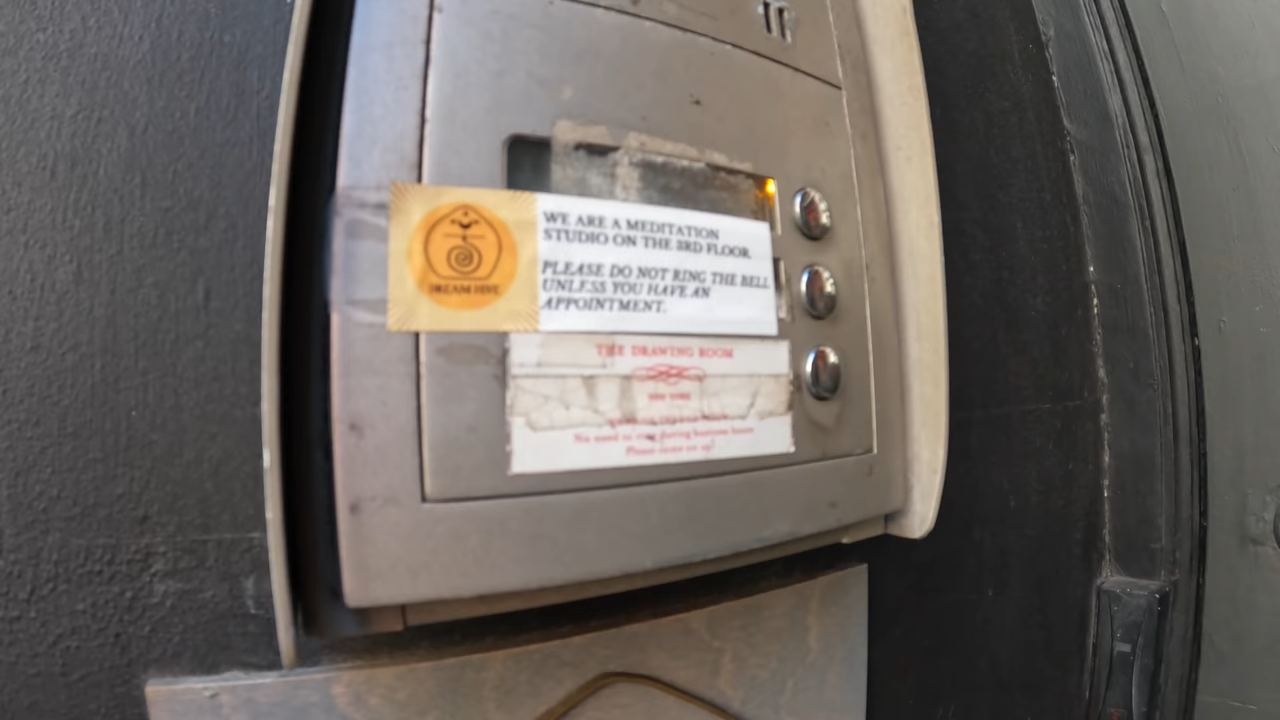 WE ARE A MEDITATION
STUDIO ON THE 3RD FLOOR.
PLEASE DO NOT RING THE BELL
UNLESS YOU HAVE AN
APPOINTMENT.
DREAM HIVE
THE DRAWING ROOM
No need to ring during business hours
Please come on up!